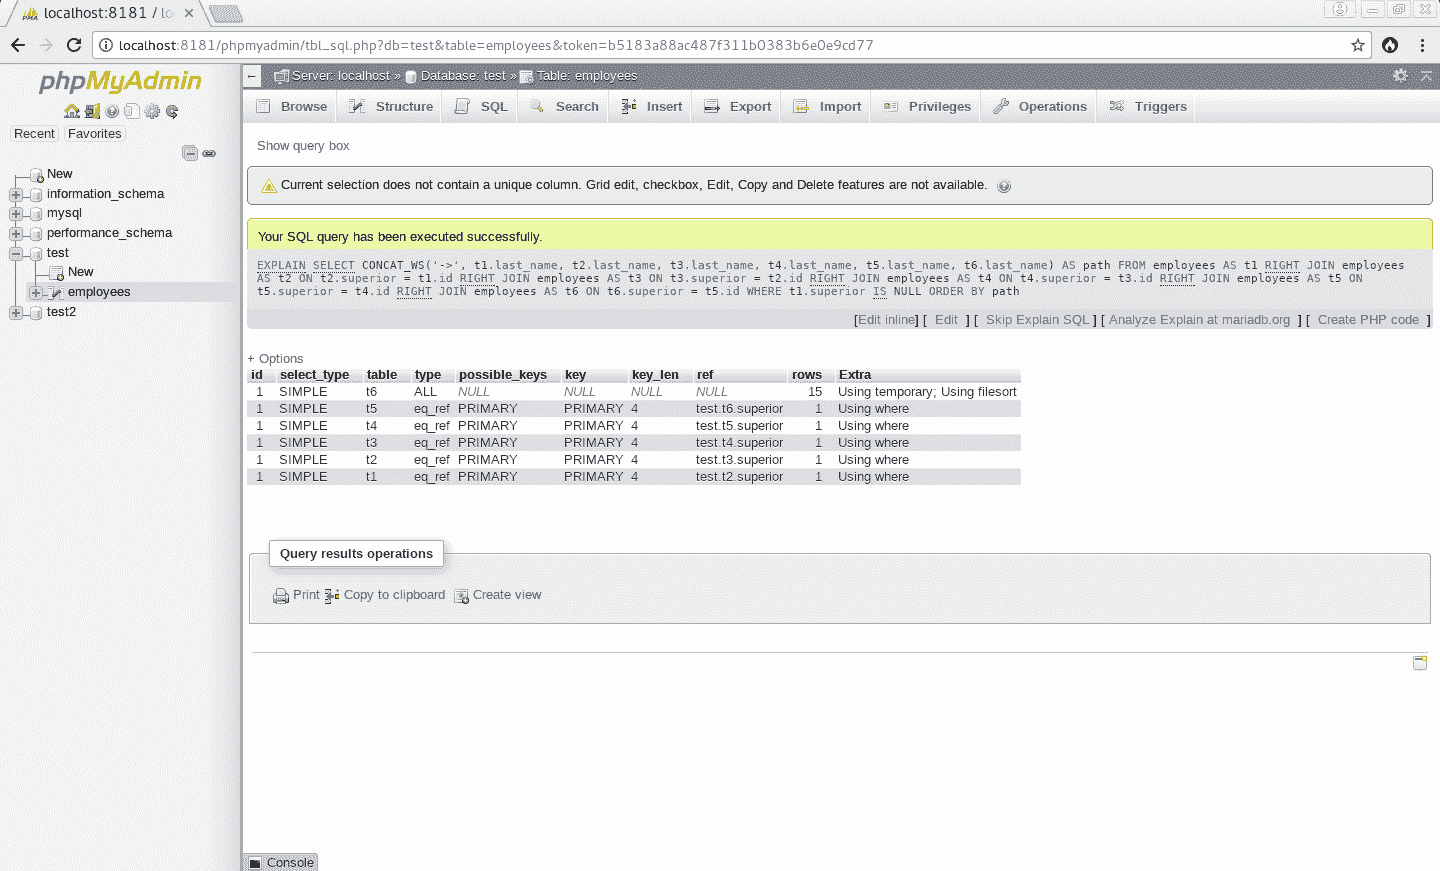 localhost:8181 / lo
localhost:8181/phpmyadmin/tbl_sql.php?db=test&table=employees&token=b5183a88ac487f311b0383b6e0e9cd77
phpMyAdmin
Recent Favorites
New
information_schema
mysql
performance_schema
test
New
employees
test2
Server: localhost » Database: test » Table: employees
Browse Structure SQL Search Insert Export Import Privileges Operations Triggers
Show query box
Current selection does not contain a unique column. Grid edit, checkbox, Edit, Copy and Delete features are not available.
Your SQL query has been executed successfully.
EXPLAIN SELECT CONCAT_WS('->', t1.last_name, t2.last_name, t3.last_name, t4.last_name, t5.last_name, t6.last_name) AS path FROM employees AS t1 RIGHT JOIN employees
AS t2 ON t2.superior = t1.id RIGHT JOIN employees AS t3 ON t3.superior = t2.id RIGHT JOIN employees AS t4 ON t4.superior = t3.id RIGHT JOIN employees AS t5 ON
t5.superior = t4.id RIGHT JOIN employees AS t6 ON t6.superior = t5.id WHERE t1.superior IS NULL ORDER BY path
[Edit inline] [ Edit ] [ Skip Explain SQL ] [ Analyze Explain at mariadb.org ] [ Create PHP code ]
+ Options
id select_type table type possible_keys key key_len ref rows Extra
1 SIMPLE t6 ALL NULL NULL NULL NULL 15 Using temporary; Using filesort
1 SIMPLE t5 eq_ref PRIMARY PRIMARY 4 test.t6.superior 1 Using where
1 SIMPLE t4 eq_ref PRIMARY PRIMARY 4 test.t5.superior 1 Using where
1 SIMPLE t3 eq_ref PRIMARY PRIMARY 4 test.t4.superior 1 Using where
1 SIMPLE t2 eq_ref PRIMARY PRIMARY 4 test.t3.superior 1 Using where
1 SIMPLE t1 eq_ref PRIMARY PRIMARY 4 test.t2.superior 1 Using where
Query results operations
Print Copy to clipboard Create view
Console